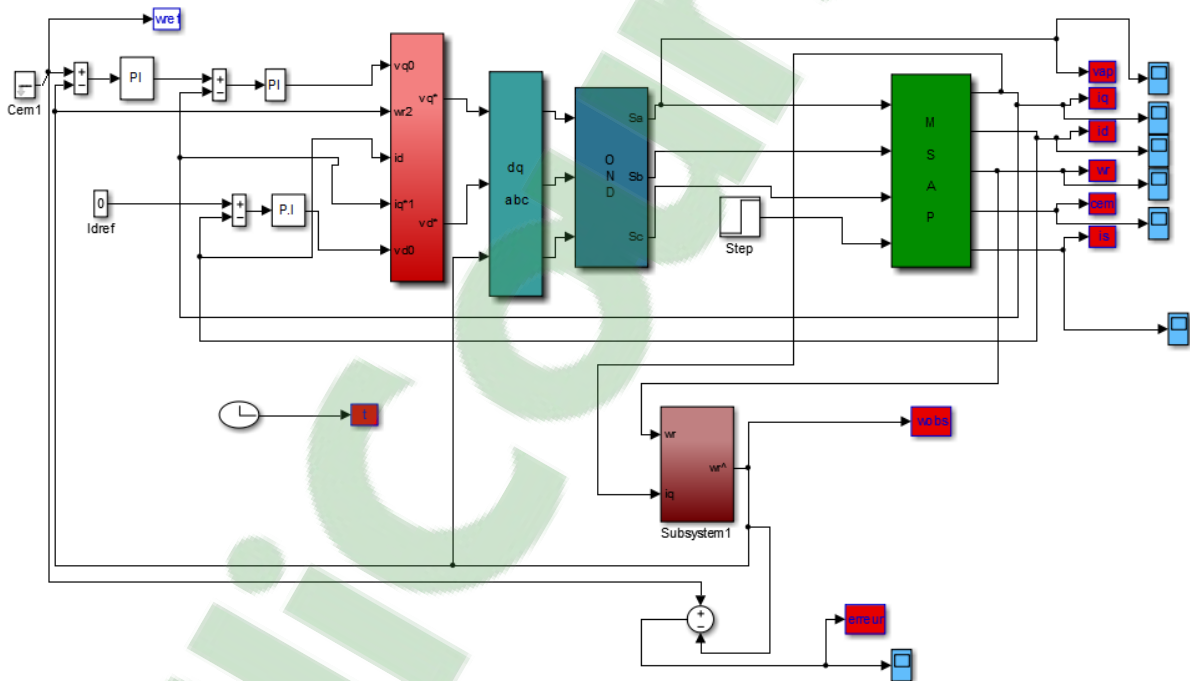 wref
Cem1
+
−
PI
+
−
PI
vq0
wr2
id
iq*1
vd0
vq*
vd*
0
Idref
+
−
P.I
dq
abc
O
N
D
Sa
Sb
Sc
Step
M
S
A
P
vap
iq
id
wr
cem
is
t
wr
iq
wr^
Subsystem1
wobs
+
−
erreur